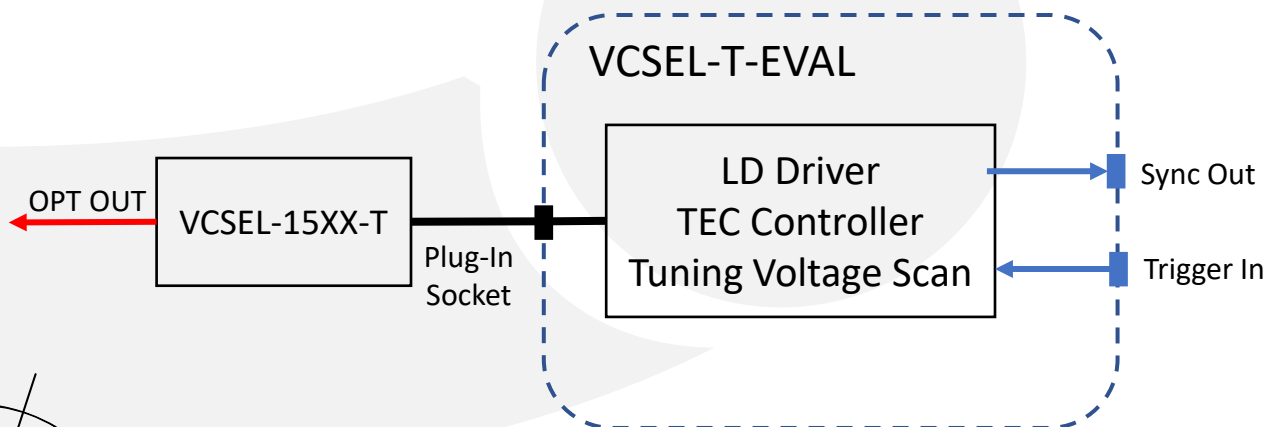 VCSEL-T-EVAL
LD Driver
TEC Controller
Tuning Voltage Scan
Sync Out
Trigger In
OPT OUT
VCSEL-15XX-T
Plug-In
Socket